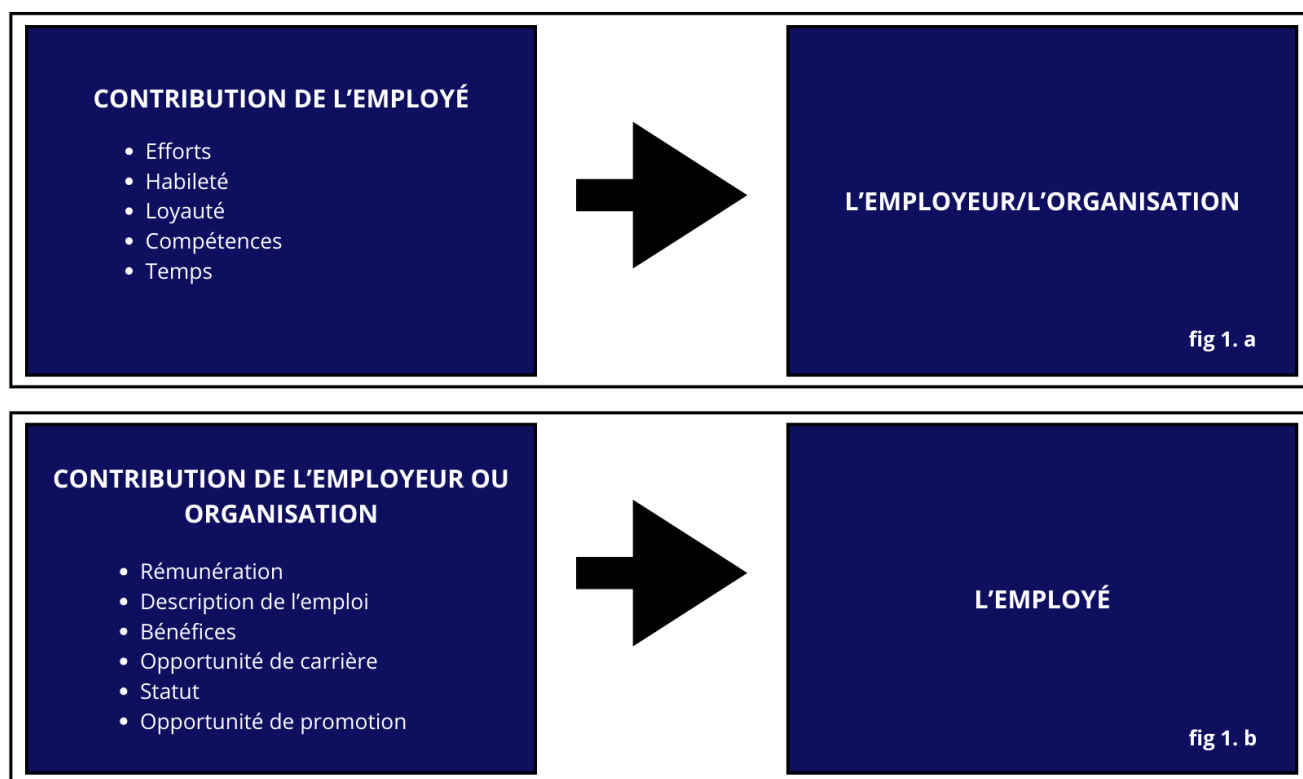 CONTRIBUTION DE L’EMPLOYÉ
• Efforts
• Habileté
• Loyauté
• Compétences
• Temps
L’EMPLOYEUR/L’ORGANISATION
fig 1. a
CONTRIBUTION DE L’EMPLOYEUR OU
ORGANISATION
• Rémunération
• Description de l’emploi
• Bénéfices
• Opportunité de carrière
• Statut
• Opportunité de promotion
L’EMPLOYÉ
fig 1. b